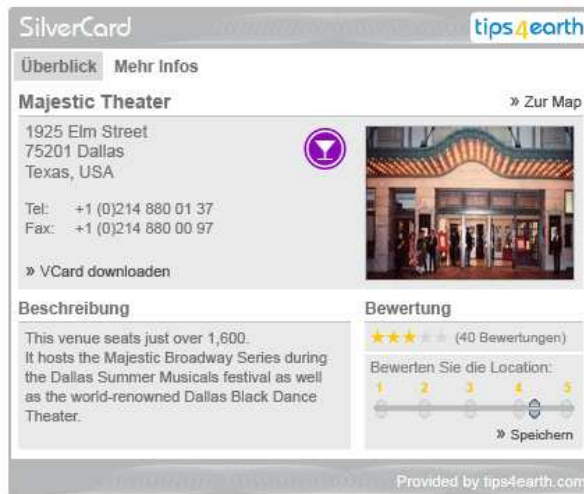 SilverCard
tips4earth
Überblick Mehr Infos
Majestic Theater
» Zur Map
1925 Elm Street
75201 Dallas
Texas, USA
Tel: +1 (0)214 880 01 37
Fax: +1 (0)214 880 00 97
» VCard downloaden
Beschreibung
This venue seats just over 1,600.
It hosts the Majestic Broadway Series during
the Dallas Summer Musicals festival as well
as the world-renowned Dallas Black Dance
Theater.
Bewertung
(40 Bewertungen)
Bewerten Sie die Location:
1 2 3 4 5
» Speichern
Provided by tips4earth.com